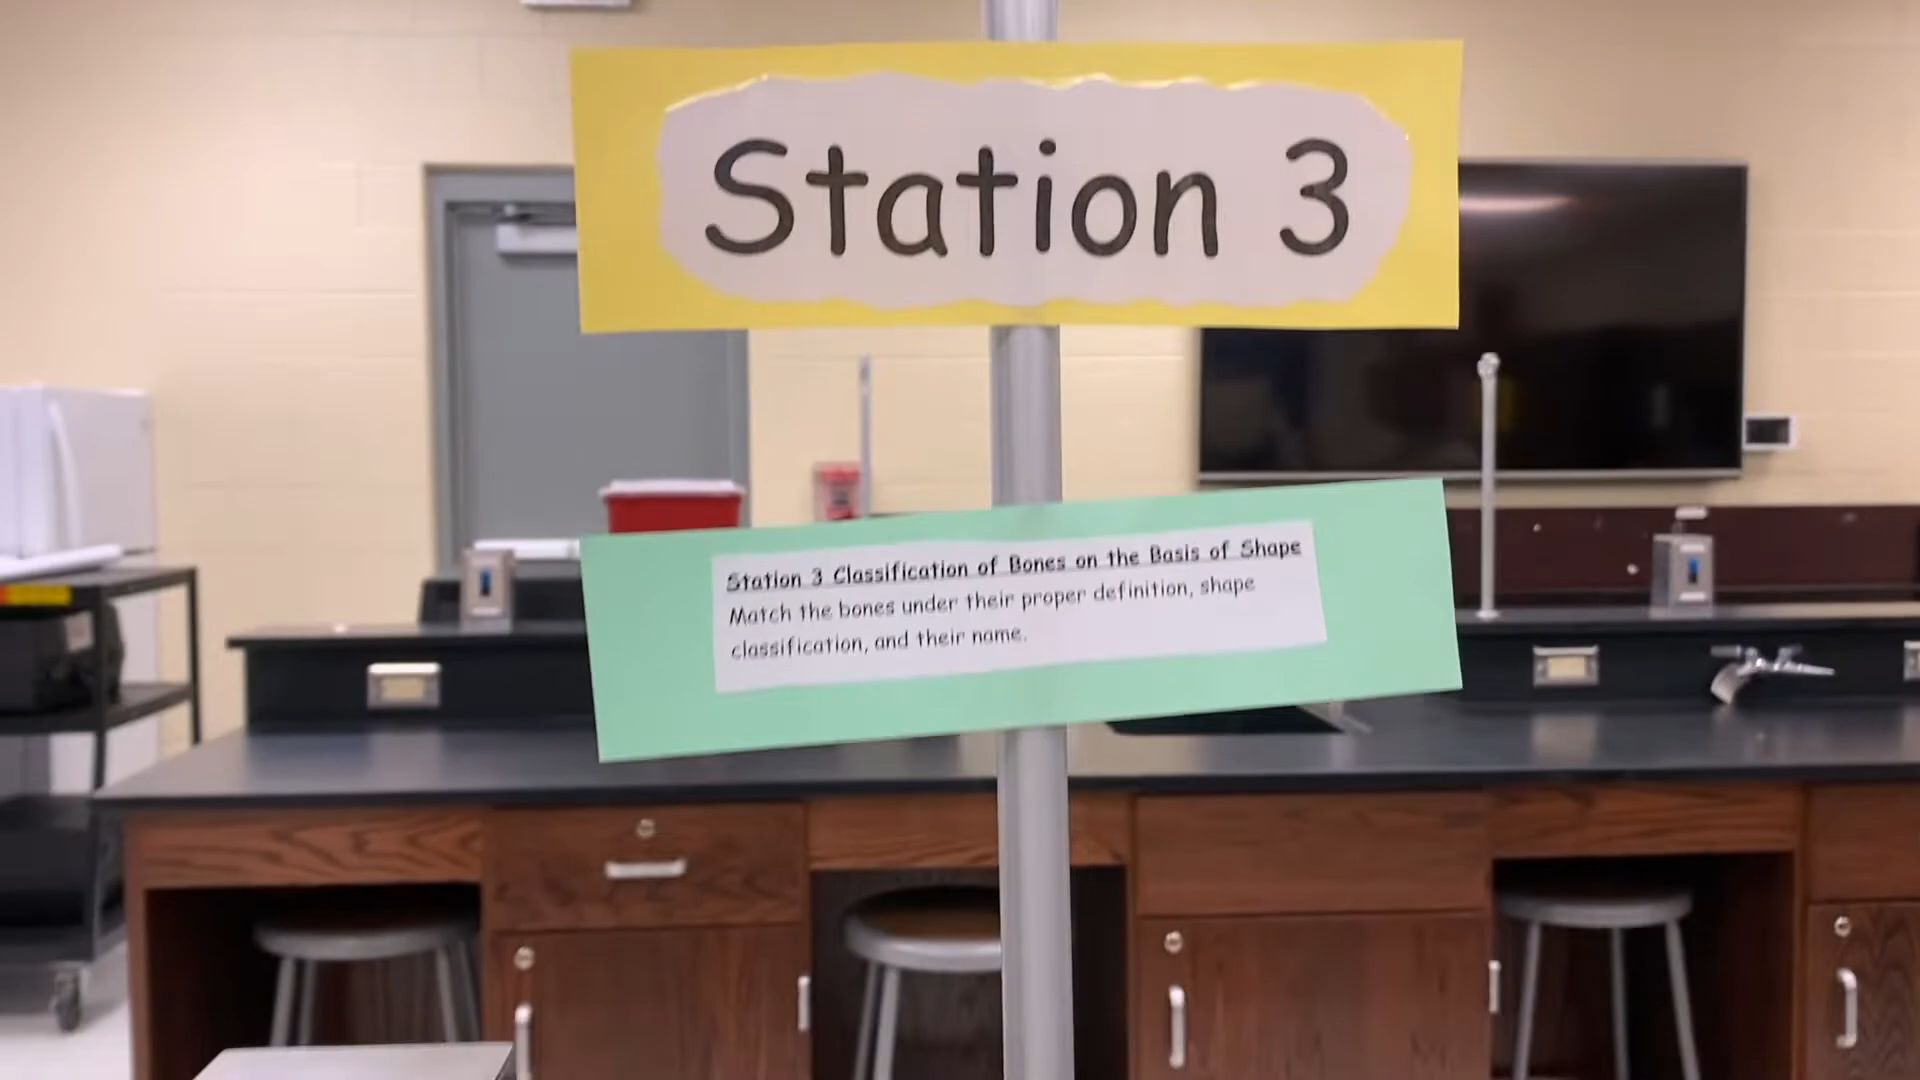 Station 3
Station 3 Classification of Bones on the Basis of Shape
Match the bones under their proper definition, shape
classification, and their name.